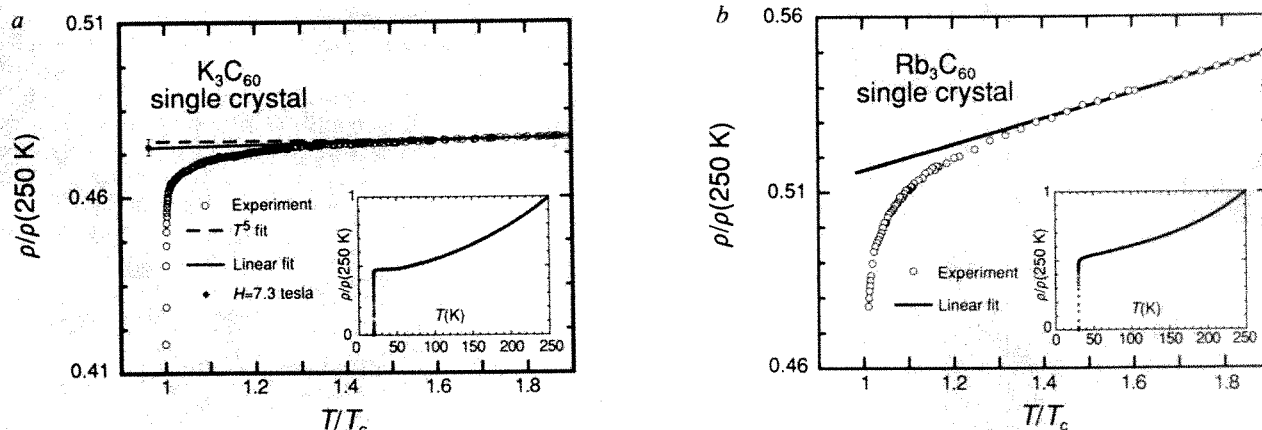 a
0.51
K₃C₆₀
single crystal
ρ/ρ(250 K)
0.46
Experiment
T⁵ fit
Linear fit
H=7.3 tesla
1
ρ/ρ(250 K)
T(K)
0
0 50 100 150 200 250
0.41
1 1.2 1.4 1.6 1.8
T/T꜀
b
0.56
Rb₃C₆₀
single crystal
ρ/ρ(250 K)
0.51
Experiment
Linear fit
1
ρ/ρ(250 K)
T(K)
0
0 50 100 150 200 250
0.46
1 1.2 1.4 1.6 1.8
T/T꜀